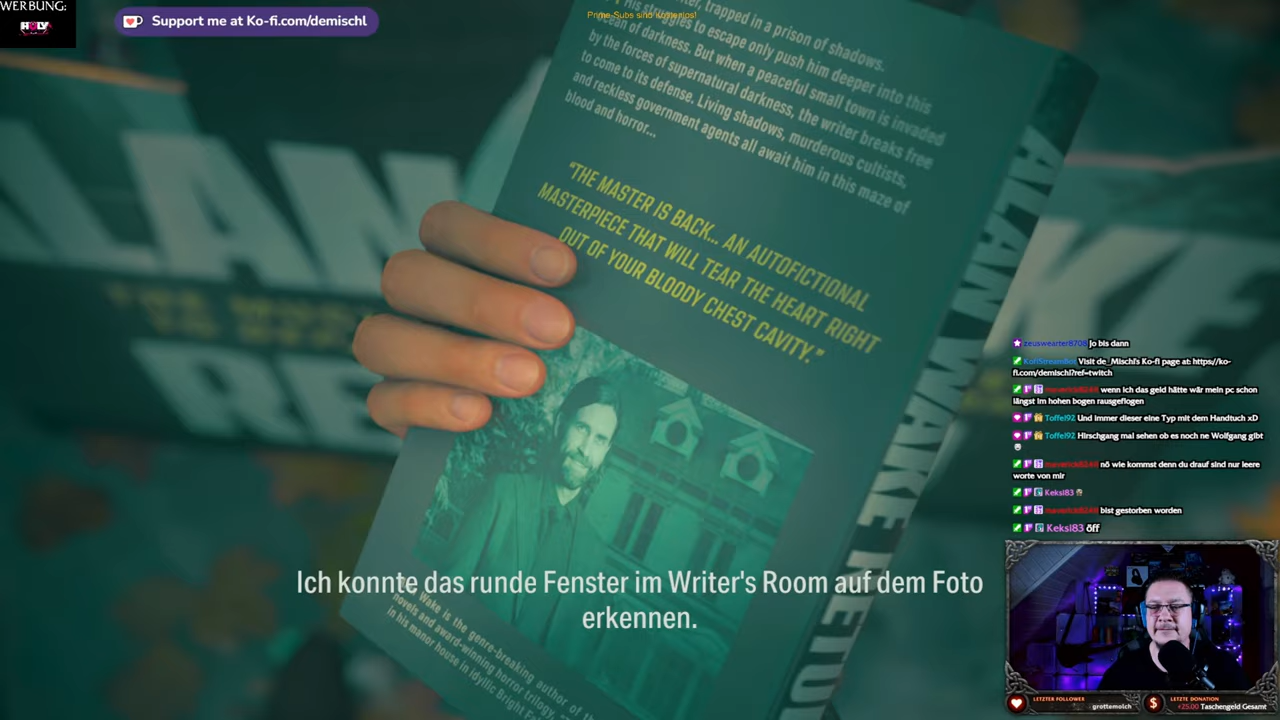 WERBUNG:
HOLY
Support me at Ko-fi.com/demischl
Prime-Subs sind kostenlos!
trapped in a prison of shadows.
His struggles to escape only push him deeper into this
ocean of darkness. But when a peaceful small town is invaded
by the forces of supernatural darkness, the writer breaks free
to come to its defense. Living shadows, murderous cultists,
and reckless government agents all await him in this maze of
blood and horror...
"THE MASTER IS BACK... AN AUTOFICTIONAL
MASTERPIECE THAT WILL TEAR THE HEART RIGHT
OUT OF YOUR BLOODY CHEST CAVITY."
Wake is the genre-breaking author of
novels and award-winning horror trilogy
in his manor house in idyllic
ALAN WAKE
ALAN
Ich konnte das runde Fenster im Writer's Room auf dem Foto
erkennen.
zeuswearter8708 Jo bis dann
KofiStreamBot Visit de_Mischl's Ko-fi page at: https://ko-
fi.com/demischl?ref=twitch
wenn ich das geld hätte wär mein pc schon
längst im hohen bogen rausgeflogen
Toffel92 Und immer dieser eine Typ mit dem Handtuch xD
Toffel92 Hirschgang mal sehen ob es noch ne Wolfgang gibt
nö wie kommst denn du drauf sind nur leere
worte von mir
Keksi83
bist gestorben worden
Keksi83 öff
LETZTER FOLLOWER
grottemolch
LETZTE DONATION
+25.00 Taschengeld Gesamt